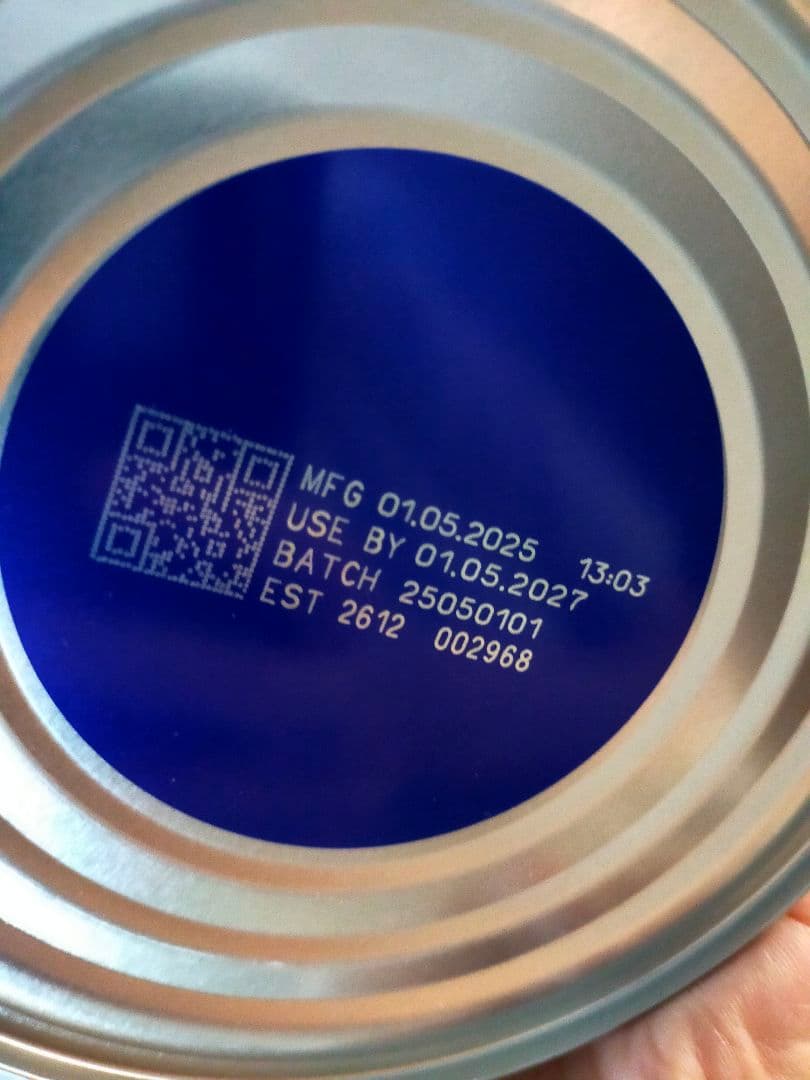 MFG 01.05.2025 13:03
USE BY 01.05.2027
BATCH 25050101
EST 2612 002968